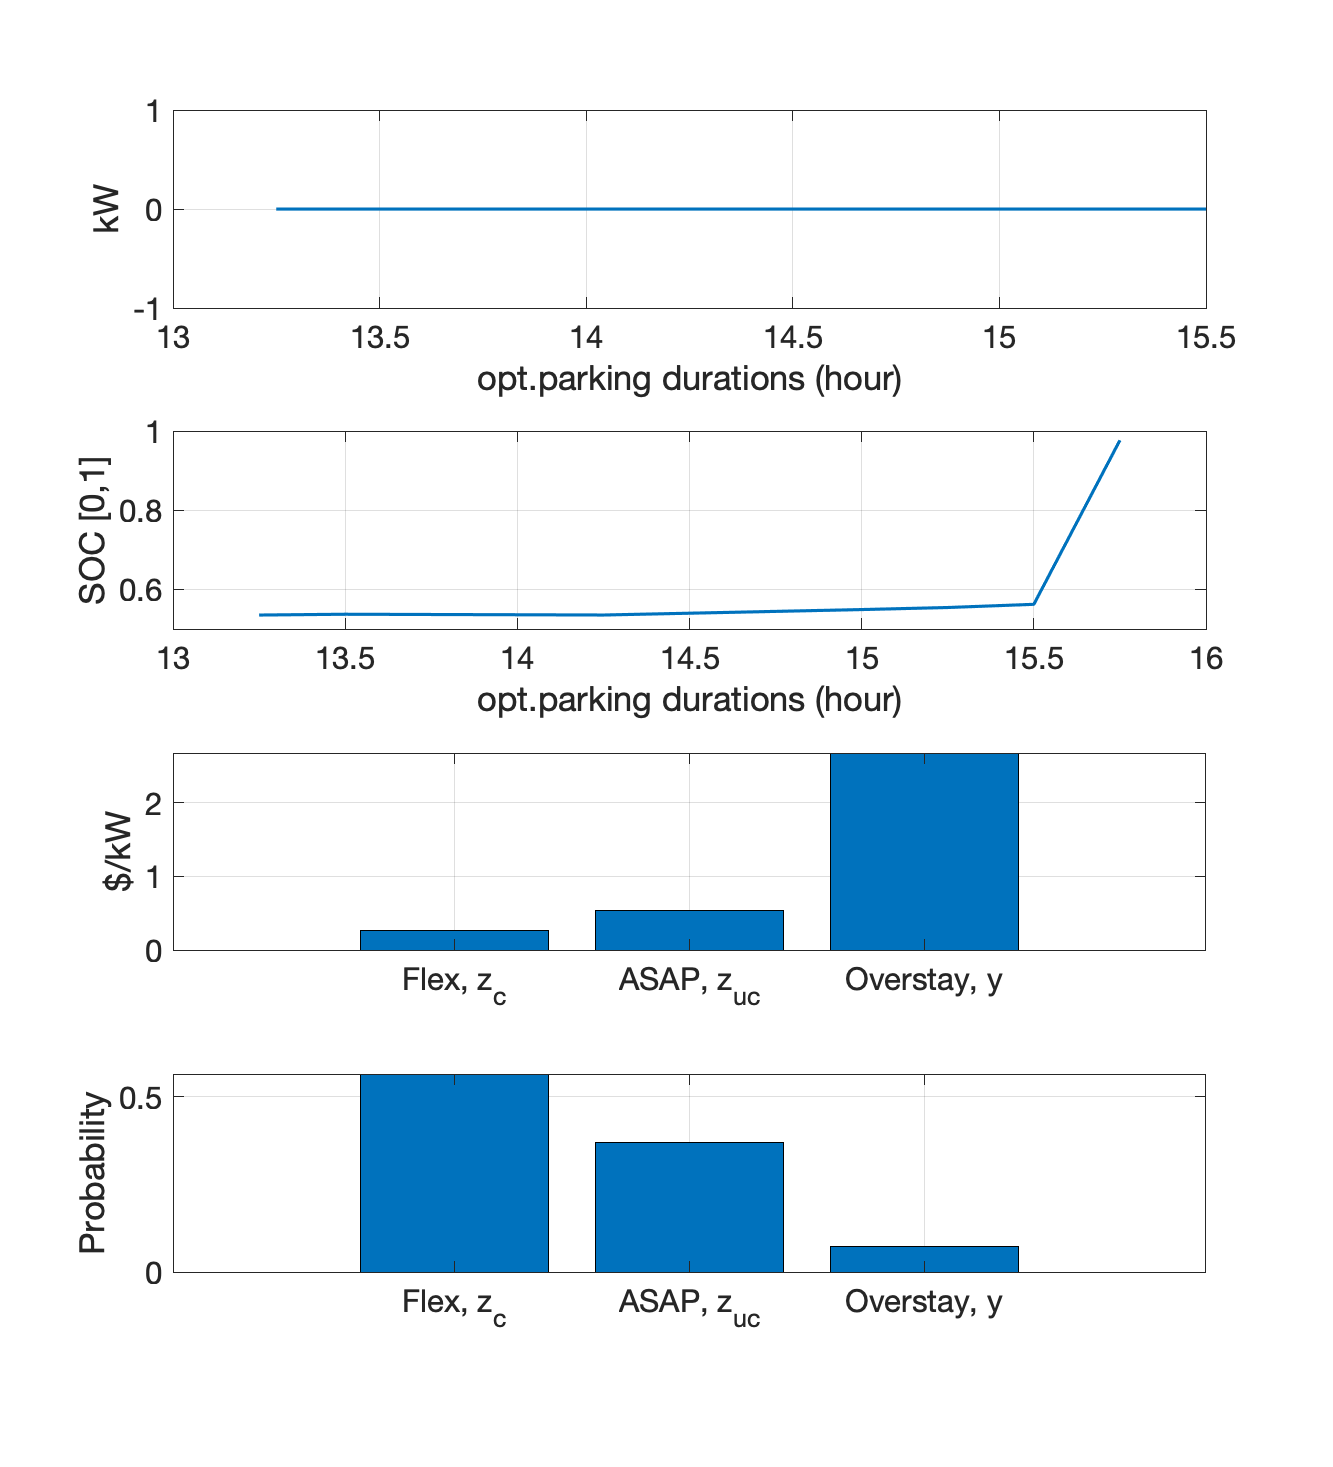 1
kW
0
-1
13 13.5 14 14.5 15 15.5
opt.parking durations (hour)
1
SOC [0,1]
0.8
0.6
13 13.5 14 14.5 15 15.5 16
opt.parking durations (hour)
$/kW
2
1
0
Flex, z_c ASAP, z_uc Overstay, y
Probability
0.5
0
Flex, z_c ASAP, z_uc Overstay, y